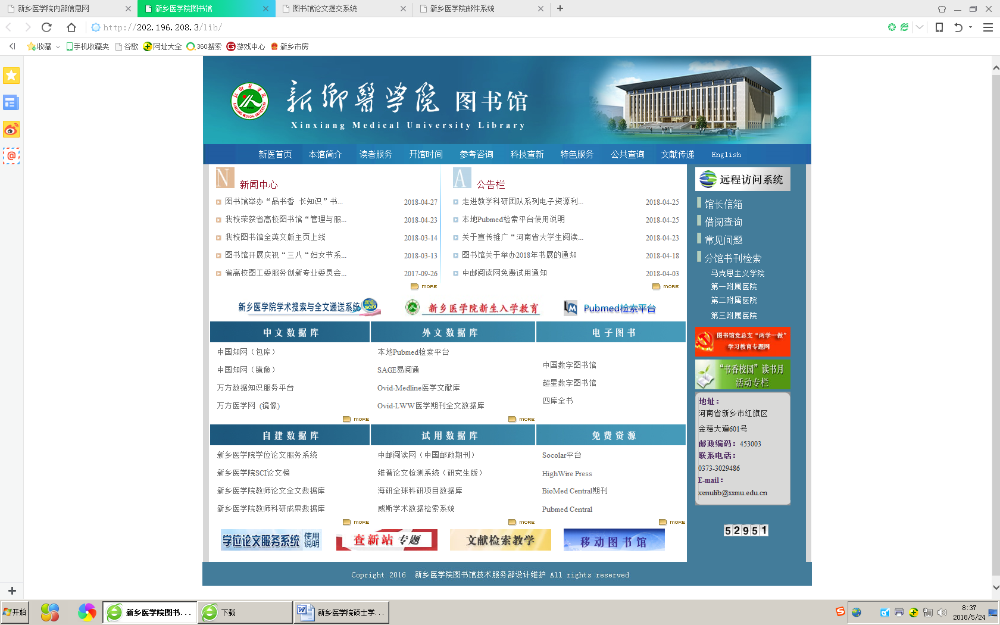 新乡医学院内部信息网
新乡医学院图书馆
图书馆论文提交系统
新乡医学院邮件系统
http://202.196.208.3/lib/
收藏
手机收藏夹
谷歌
网址大全
360搜索
游戏中心
新乡市房
新鄉醫學院 图书馆
Xinxiang Medical University Library
新医首页 本馆简介 读者服务 开馆时间 参考咨询 科技查新 特色服务 公共查询 文献传递 English
N 新闻中心
图书馆举办“品书香 长知识”书... 2018-04-27
我校荣获省高校图书馆“管理与服... 2018-04-23
我校图书馆全英文版主页上线 2018-03-14
图书馆开展庆祝“三八“妇女节系... 2018-03-13
省高校图工委服务创新专业委员会... 2017-09-26
MORE
A 公告栏
走进教学科研团队系列电子资源利... 2018-04-25
本地Pubmed检索平台使用说明 2018-04-25
关于宣传推广“河南省大学生阅读... 2018-04-23
图书馆关于举办2018年书展的通知 2018-04-18
中邮阅读网免费试用通知 2018-04-03
MORE
新乡医学院学术搜索与全文递送系统
新乡医学院新生入学教育
Pubmed检索平台
中文数据库
中国知网（包库）
中国知网（镜像）
万方数据知识服务平台
万方医学网 (镜像)
MORE
外文数据库
本地Pubmed检索平台
SAGE易阅通
Ovid-Medline医学文献库
Ovid-LWW医学期刊全文数据库
MORE
电子图书
中国数字图书馆
超星数字图书馆
四库全书
自建数据库
新乡医学院学位论文服务系统
新乡医学院SCI论文榜
新乡医学院教师论文全文数据库
新乡医学院教师科研成果数据库
MORE
试用数据库
中邮阅读网（中国邮政期刊）
维普论文检测系统（研究生版）
海研全球科研项目数据库
威斯学术数据检索系统
MORE
免费资源
Socolar平台
HighWire Press
BioMed Central期刊
Pubmed Central
MORE
学位论文服务系统 使用说明
查新站 专题
文献检索教学
移动图书馆
远程访问系统
馆长信箱
借阅查询
常见问题
分馆书刊检索
马克思主义学院
第一附属医院
第二附属医院
第三附属医院
图书馆党总支“两学一做”
学习教育专题网
“书香校园”读书月
活动专栏
地址：
河南省新乡市红旗区
金穗大道601号
邮政编码：453003
联系电话：
0373-3029486
E-mail：
xxmulib@xxmu.edu.cn
52951
Copright 2016 新乡医学院图书馆技术服务部设计维护 All rights reserved
开始
新乡医学院图书...
下载
新乡医学院硕士学...
8:37
2018/5/24